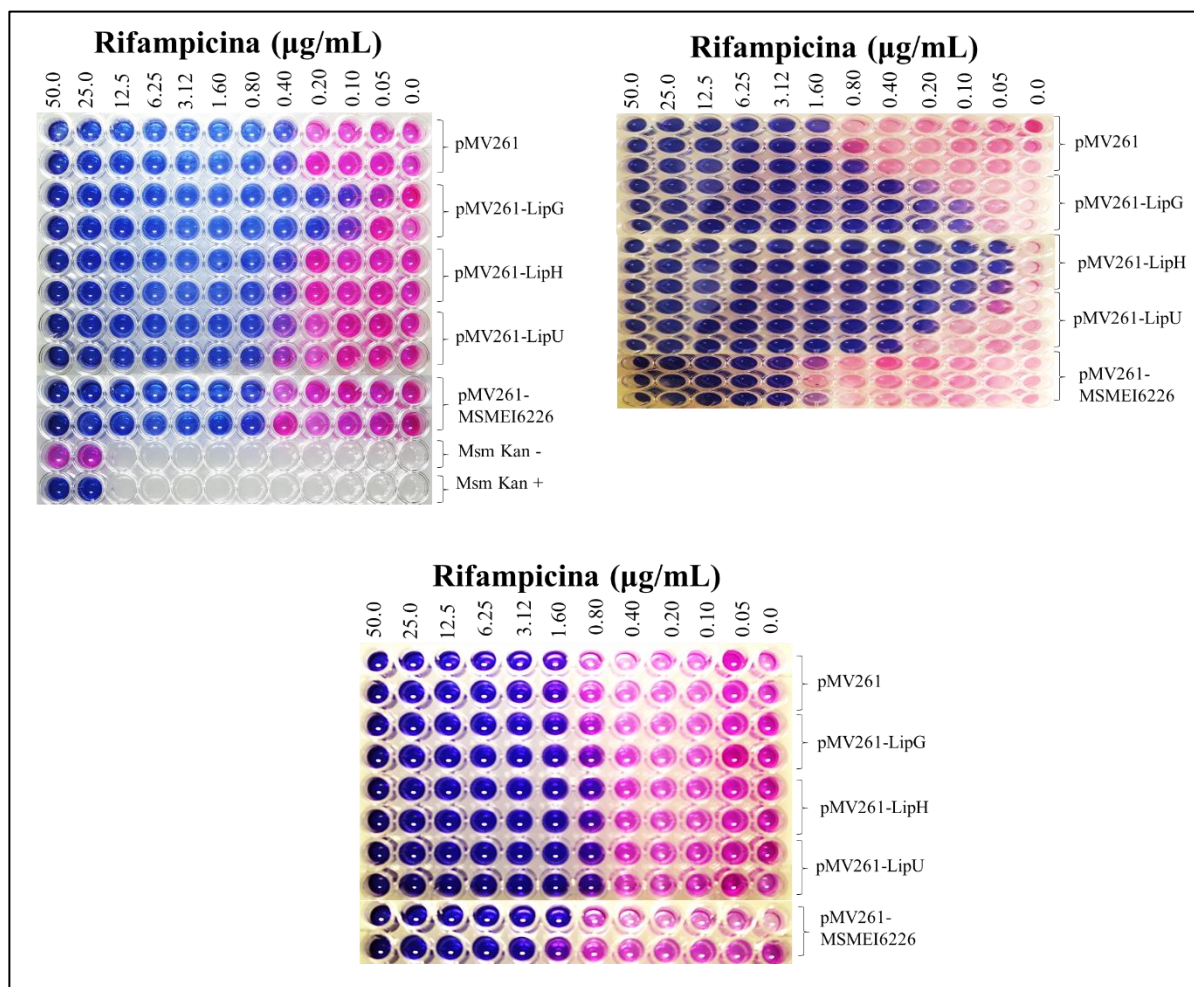 Rifampicina (μg/mL)
50.0 25.0 12.5 6.25 3.12 1.60 0.80 0.40 0.20 0.10 0.05 0.0
pMV261
pMV261-LipG
pMV261-LipH
pMV261-LipU
pMV261-
MSMEI6226
Msm Kan -
Msm Kan +
Rifampicina (μg/mL)
50.0 25.0 12.5 6.25 3.12 1.60 0.80 0.40 0.20 0.10 0.05 0.0
pMV261
pMV261-LipG
pMV261-LipH
pMV261-LipU
pMV261-
MSMEI6226
Rifampicina (μg/mL)
50.0 25.0 12.5 6.25 3.12 1.60 0.80 0.40 0.20 0.10 0.05 0.0
pMV261
pMV261-LipG
pMV261-LipH
pMV261-LipU
pMV261-
MSMEI6226